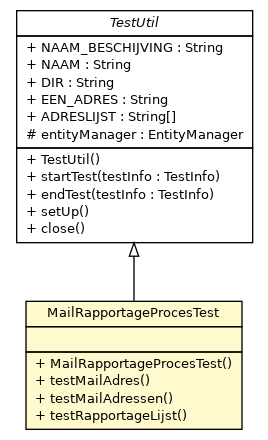 TestUtil
+ NAAM_BESCHIJVING : String
+ NAAM : String
+ DIR : String
+ EEN_ADRES : String
+ ADRESLIJST : String[]
# entityManager : EntityManager
+ TestUtil()
+ startTest(testInfo : TestInfo)
+ endTest(testInfo : TestInfo)
+ setUp()
+ close()
MailRapportageProcesTest
+ MailRapportageProcesTest()
+ testMailAdres()
+ testMailAdressen()
+ testRapportageLijst()